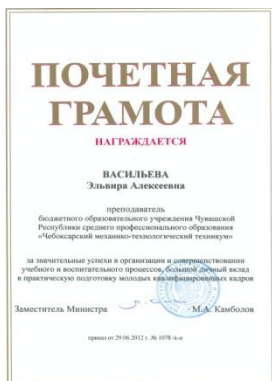 ПОЧЕТНАЯ
ГРАМОТА
НАГРАЖДАЕТСЯ
ВАСИЛЬЕВА
Эльвира Алексеевна
преподаватель
бюджетного образовательного учреждения Чувашской
Республики среднего профессионального образования
«Чебоксарский механико-технологический техникум»
за значительные успехи в организации и совершенствовании
учебного и воспитательного процессов, большой личный вклад
в практическую подготовку молодых квалифицированных кадров
Заместитель Министра М.А. Камболов
приказ от 29.06.2012 г. № 1078 /к-н